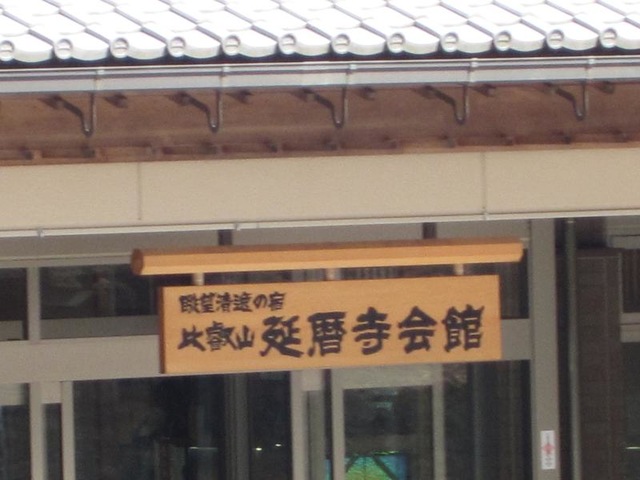 眺望清遊の宿
比叡山 延暦寺会館